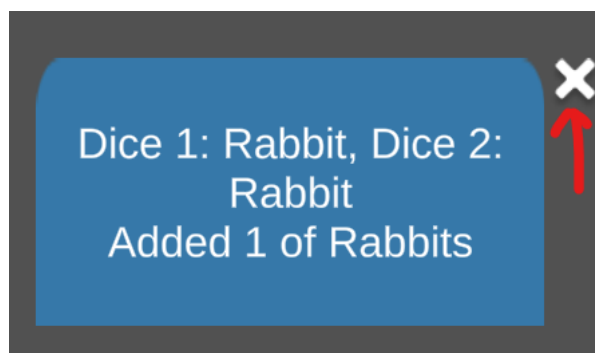 Dice 1: Rabbit, Dice 2:
Rabbit
Added 1 of Rabbits